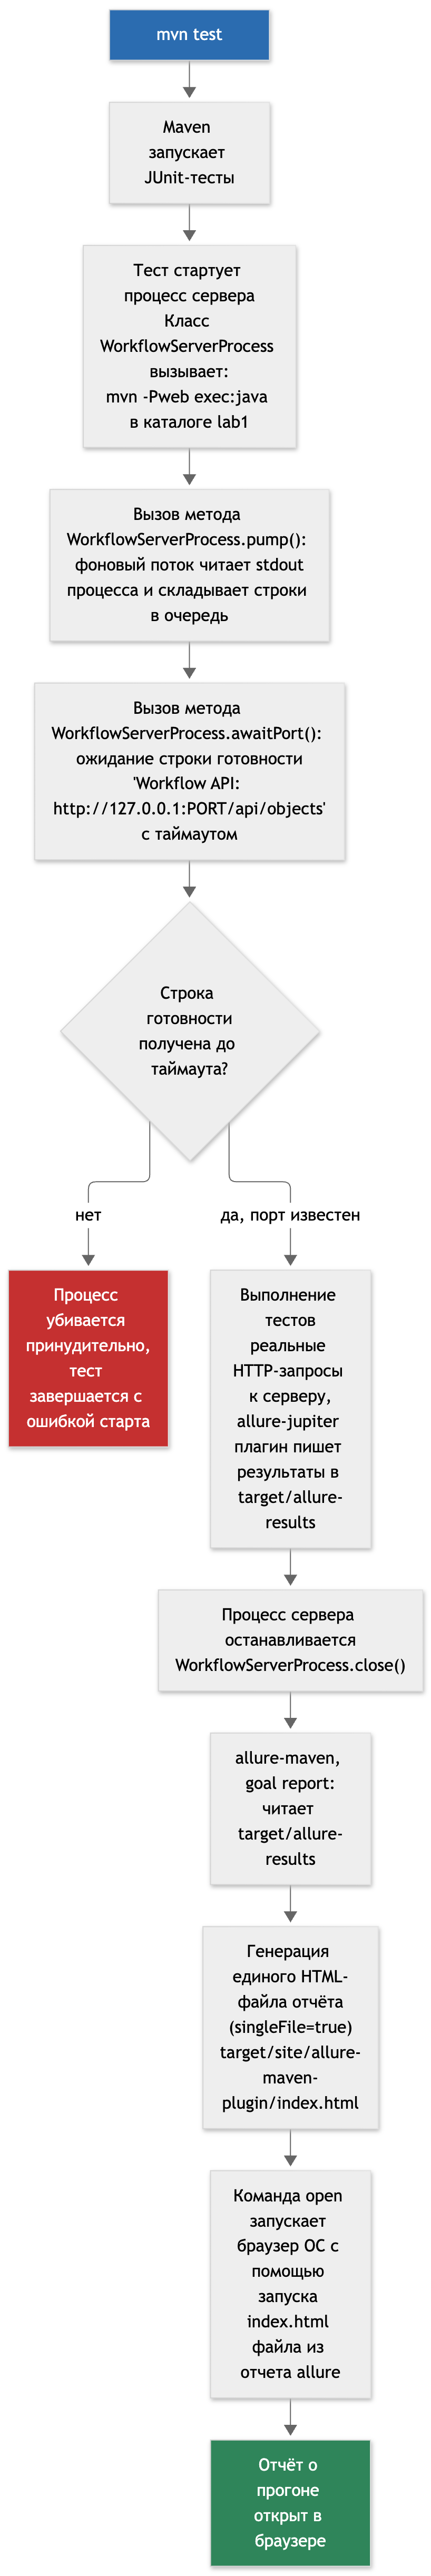 mvn test
Maven
запускает
JUnit-тесты
Тест стартует
процесс сервера
Класс
WorkflowServerProcess
вызывает:
mvn -Pweb exec:java
в каталоге lab1
Вызов метода
WorkflowServerProcess.pump():
фоновый поток читает stdout
процесса и складывает строки
в очередь
Вызов метода
WorkflowServerProcess.awaitPort():
ожидание строки готовности
'Workflow API:
http://127.0.0.1:PORT/api/objects'
с таймаутом
Строка
готовности
получена до
таймаута?
нет
да, порт известен
Процесс
убивается
принудительно,
тест
завершается с
ошибкой старта
Выполнение
тестов
реальные
HTTP-запросы
к серверу,
allure-jupiter
плагин пишет
результаты в
target/allure-
results
Процесс сервера
останавливается
WorkflowServerProcess.close()
allure-maven,
goal report:
читает
target/allure-
results
Генерация
единого HTML-
файла отчёта
(singleFile=true)
target/site/allure-
maven-
plugin/index.html
Команда open
запускает
браузер ОС с
помощью
запуска
index.html
файла из
отчета allure
Отчёт о
прогоне
открыт в
браузере